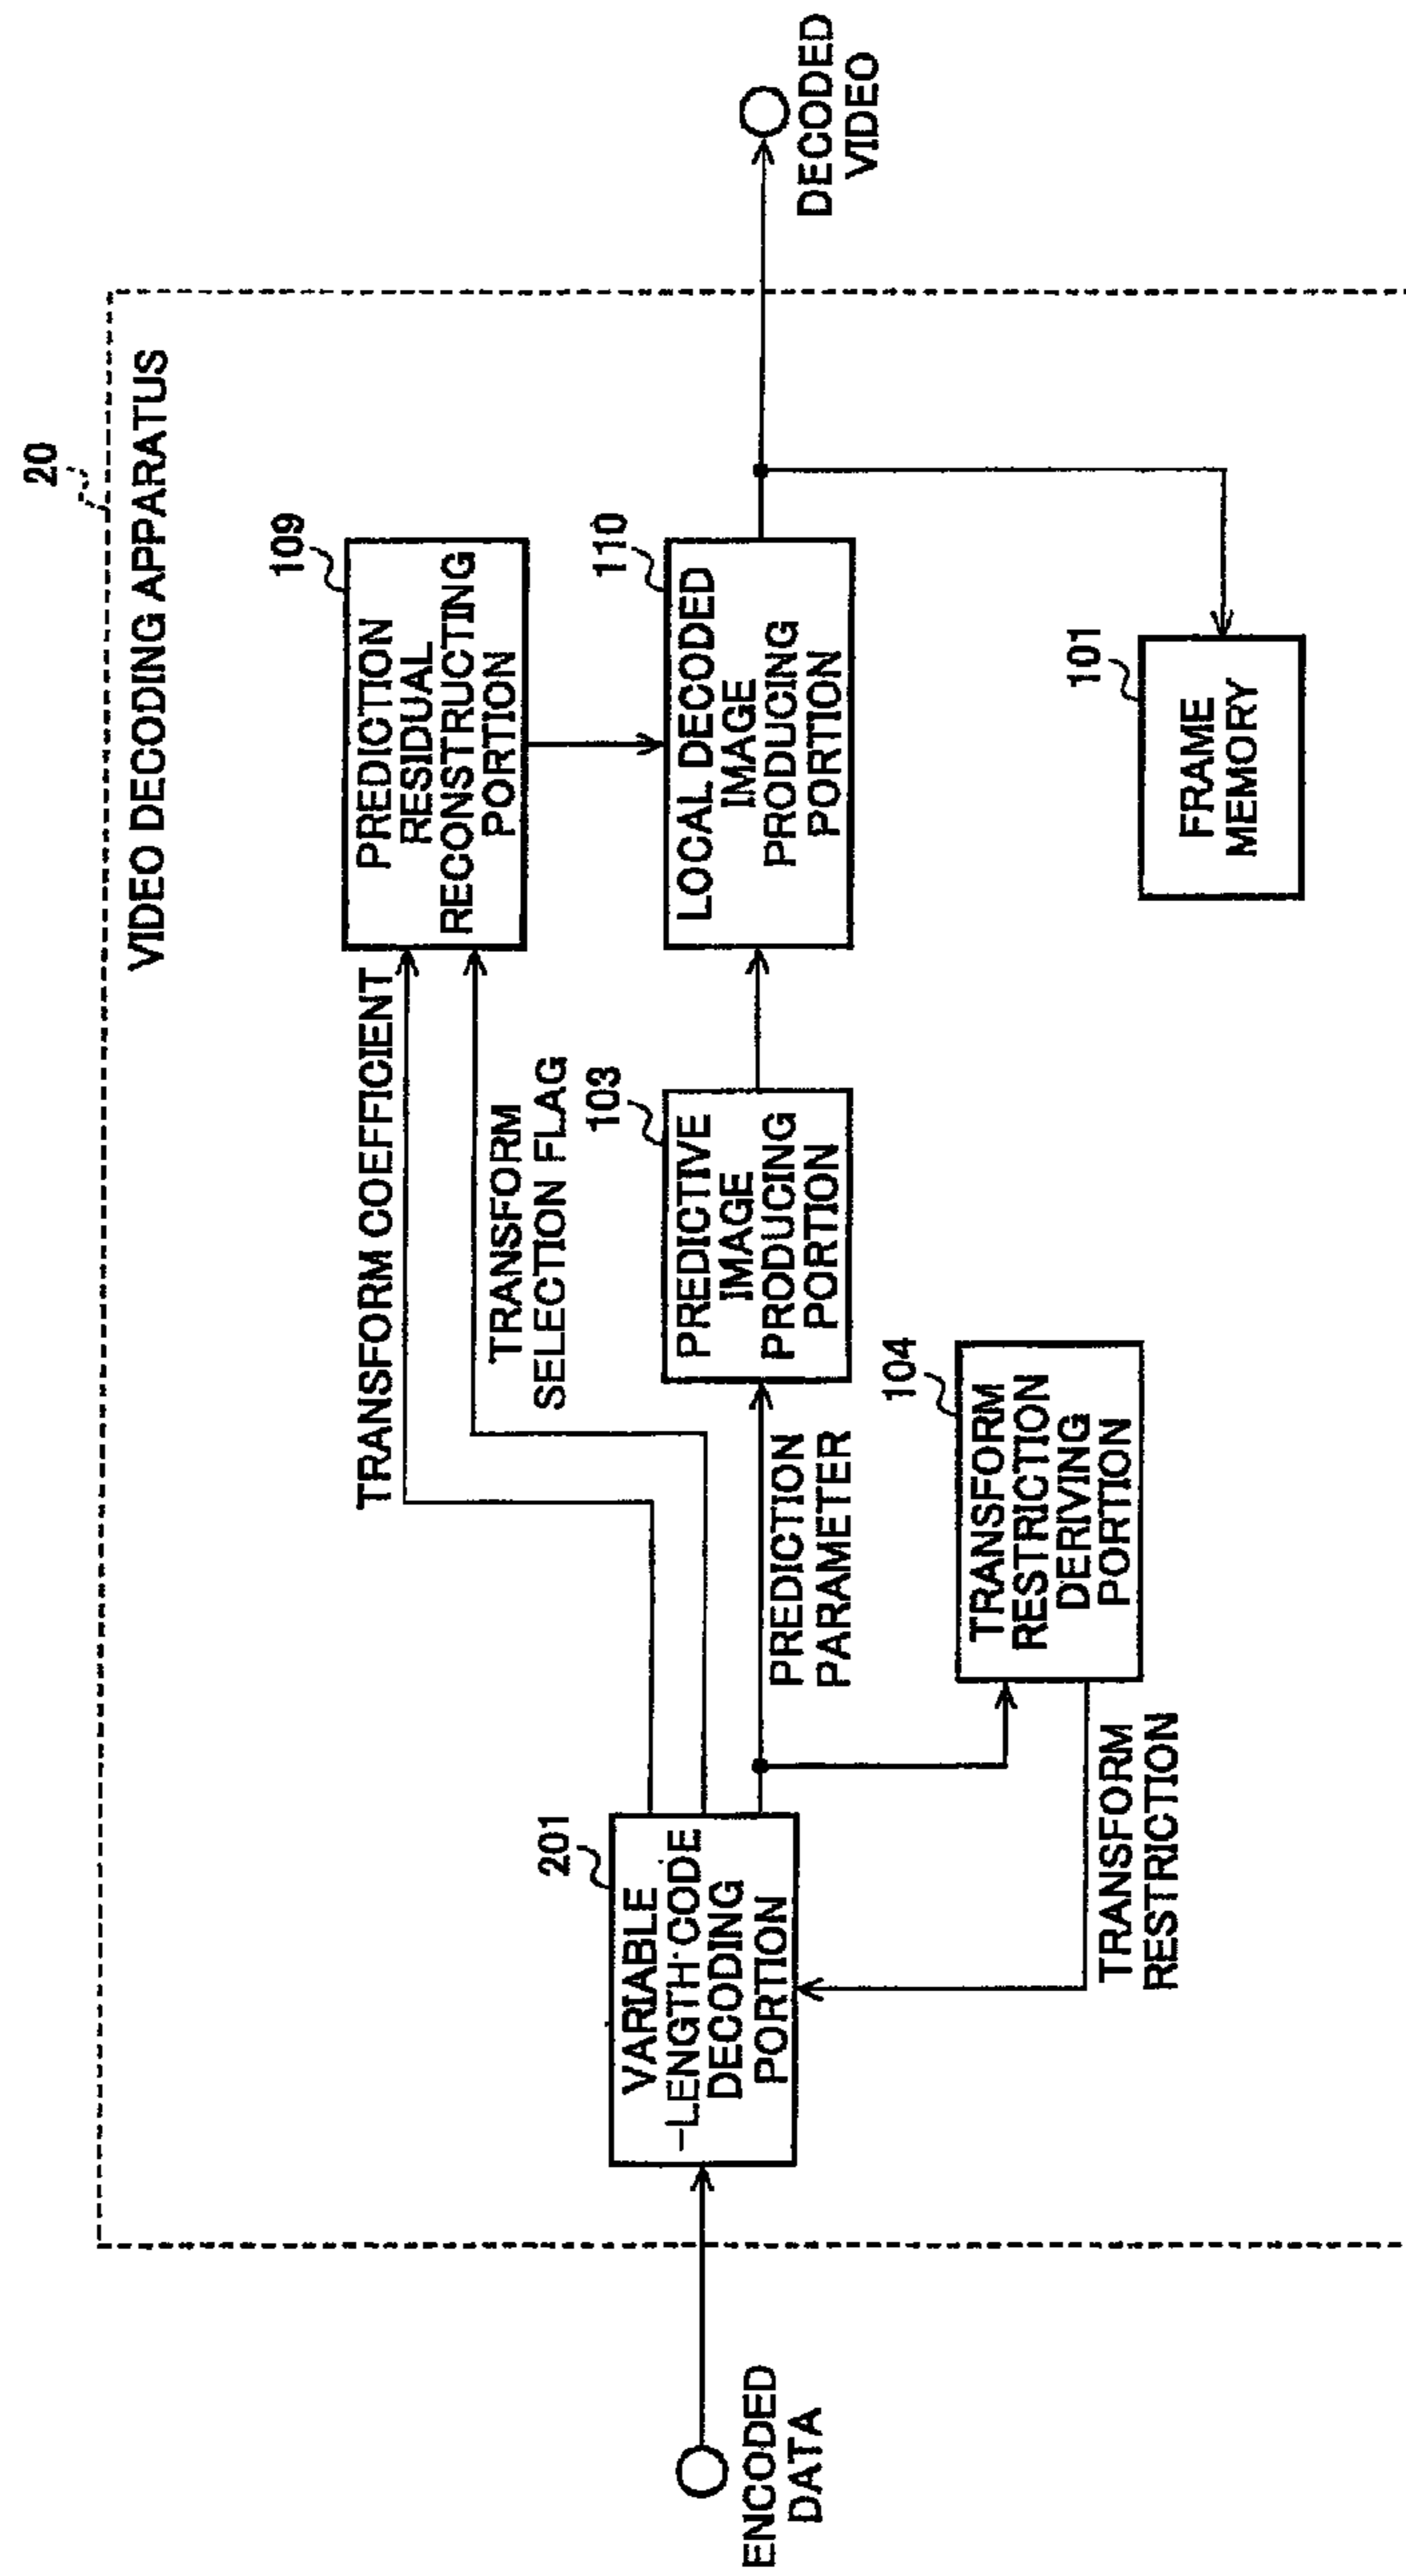 20
VIDEO DECODING APPARATUS
109
PREDICTION
RESIDUAL
RECONSTRUCTING
PORTION
TRANSFORM COEFFICIENT
TRANSFORM
SELECTION FLAG
201
VARIABLE
-LENGTH CODE
DECODING
PORTION
ENCODED
DATA
PREDICTION
PARAMETER
103
PREDICTIVE
IMAGE
PRODUCING
PORTION
110
LOCAL DECODED
IMAGE
PRODUCING
PORTION
DECODED
VIDEO
104
TRANSFORM
RESTRICTION
DERIVING
PORTION
TRANSFORM
RESTRICTION
101
FRAME
MEMORY